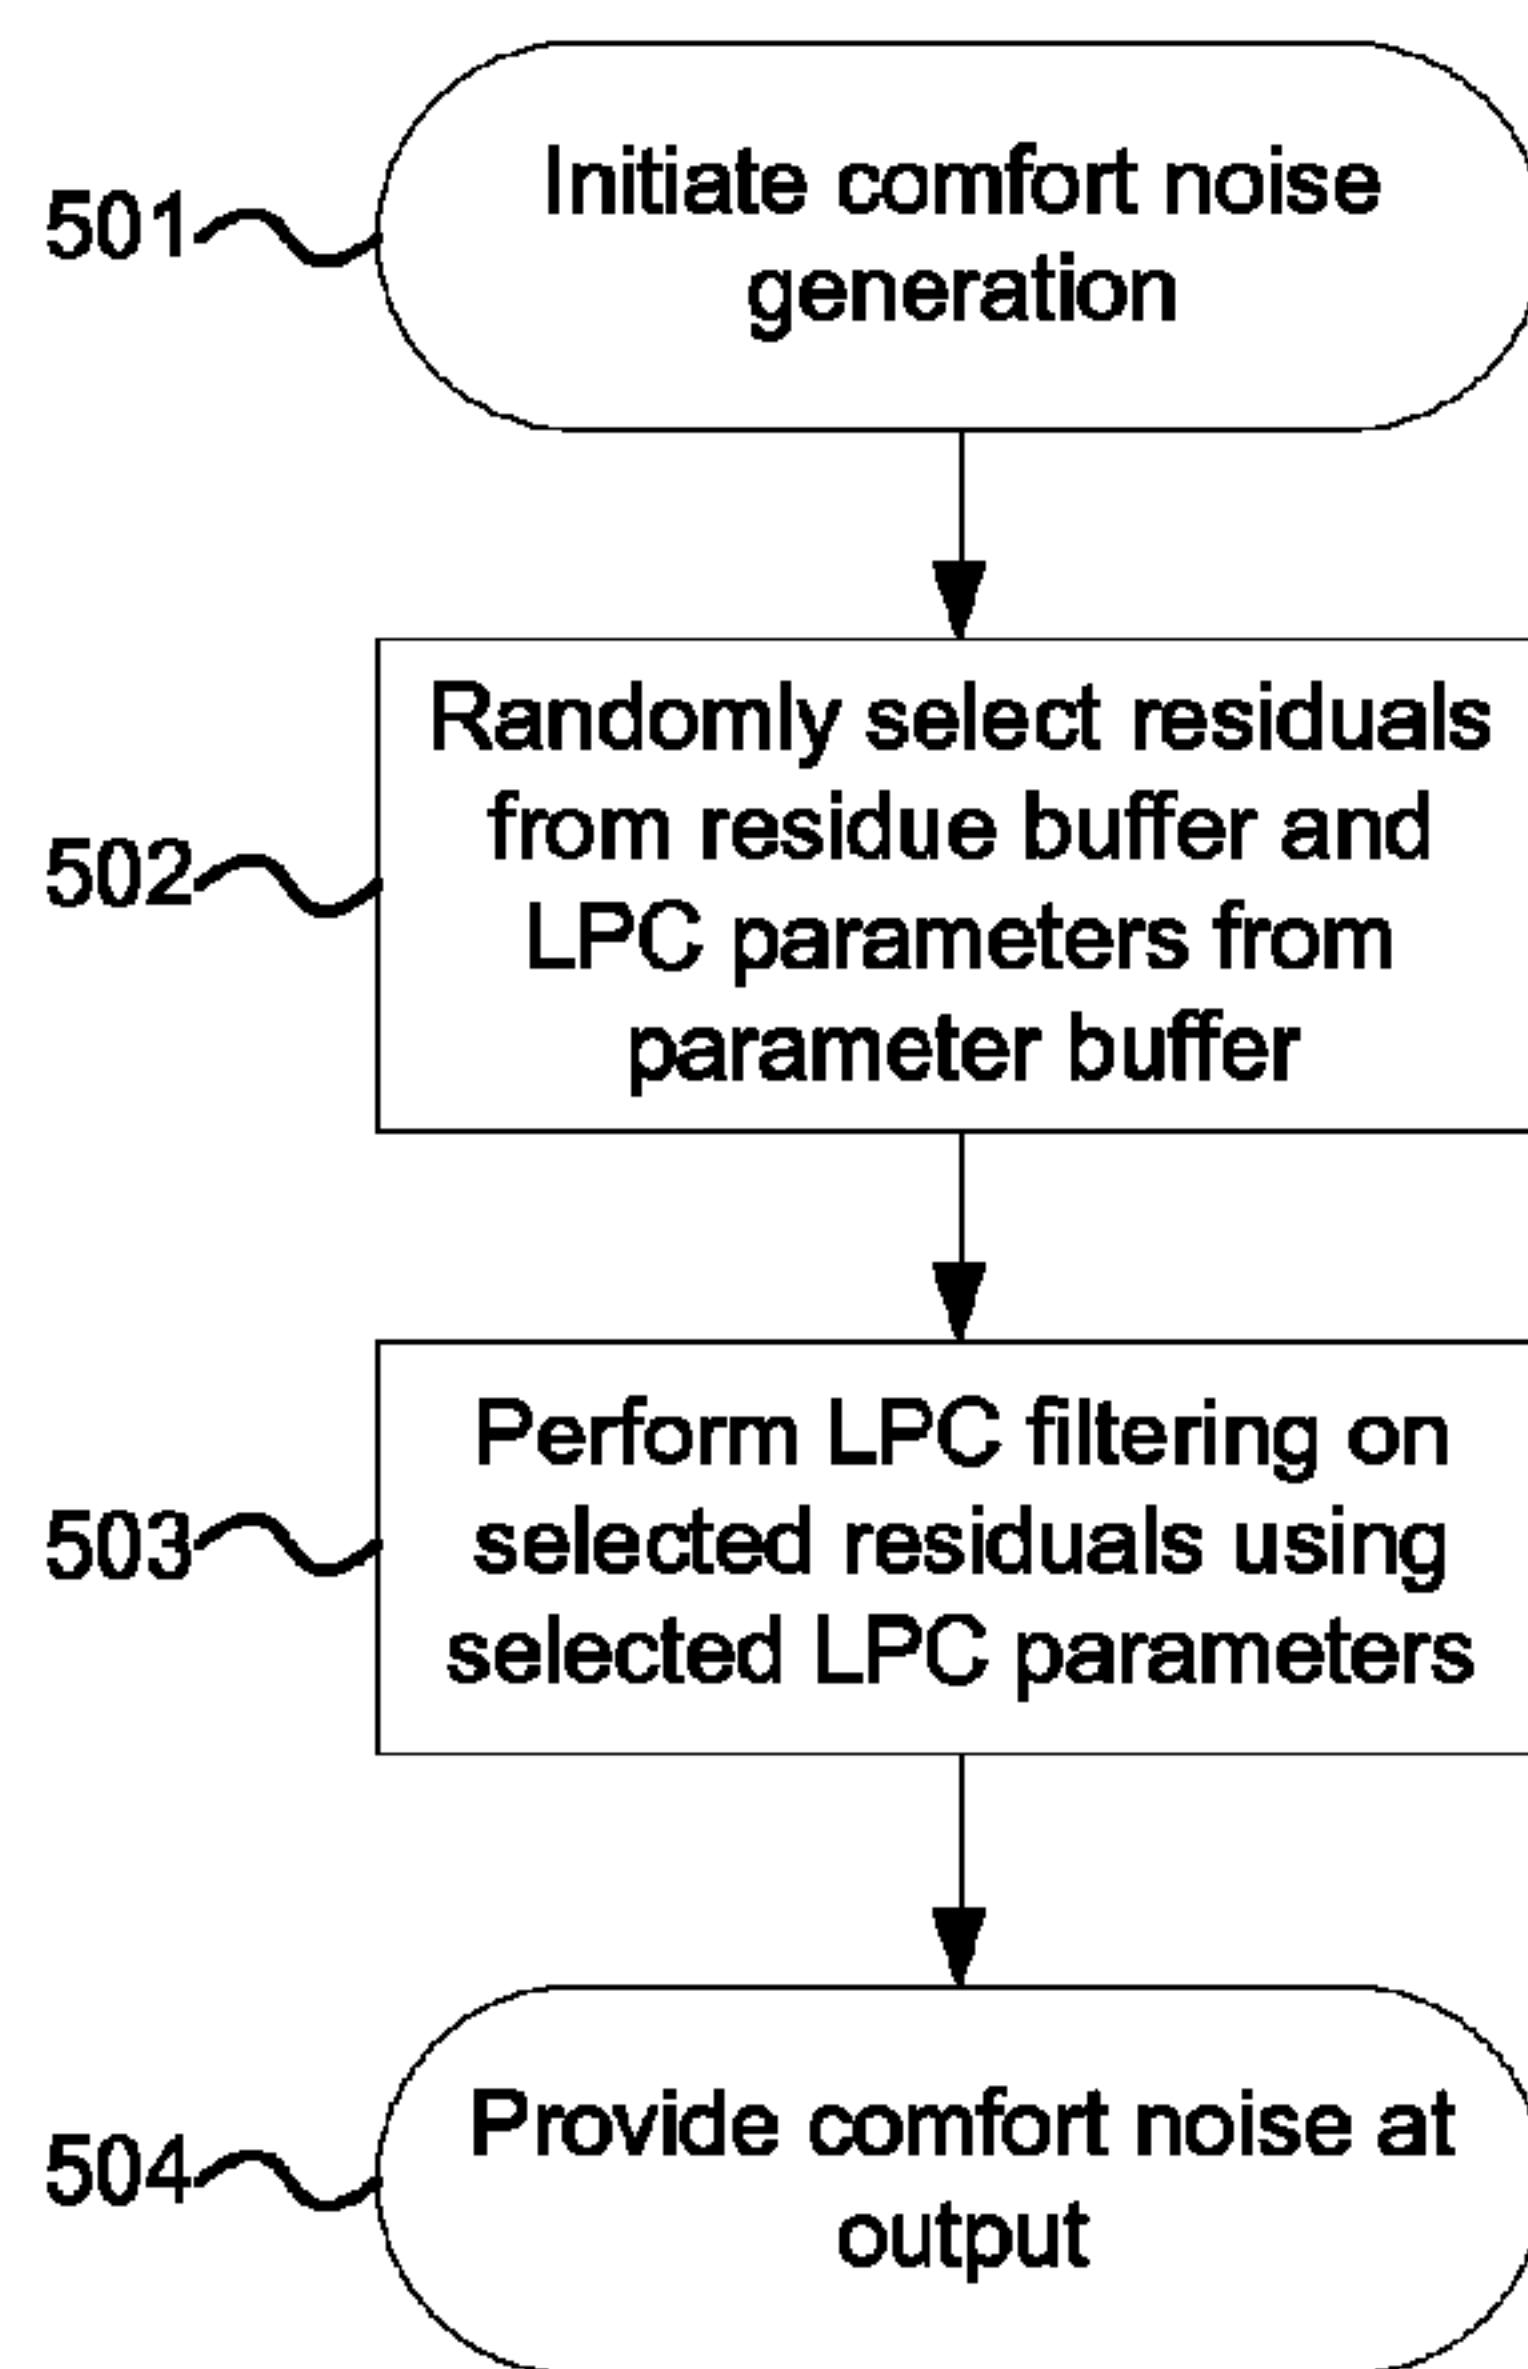 501
Initiate comfort noise
generation
502
Randomly select residuals
from residue buffer and
LPC parameters from
parameter buffer
503
Perform LPC filtering on
selected residuals using
selected LPC parameters
504
Provide comfort noise at
output